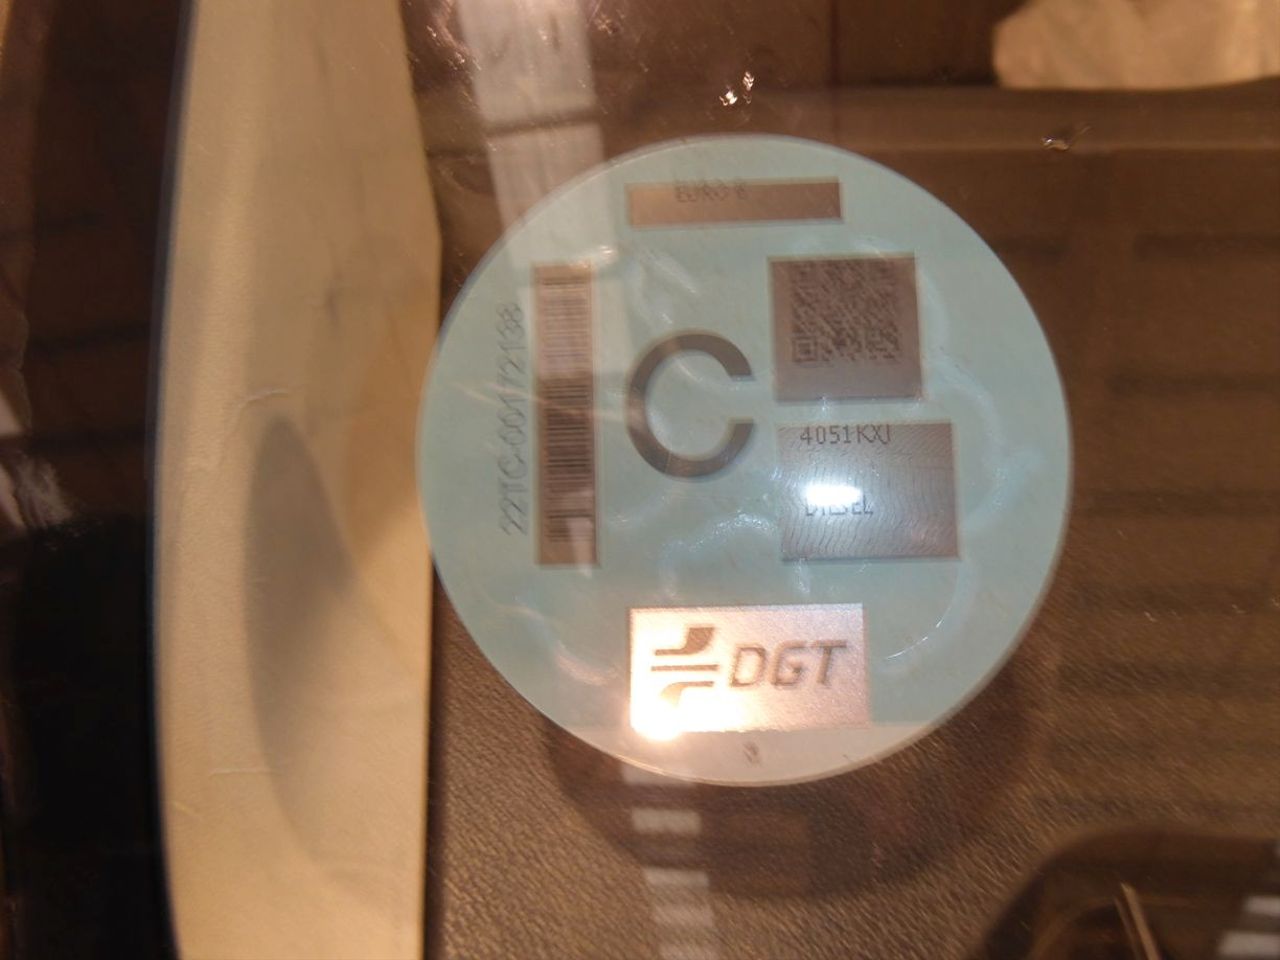 EURO 6
22TC-00172138
C
4051KXJ
DIESEL
DGT